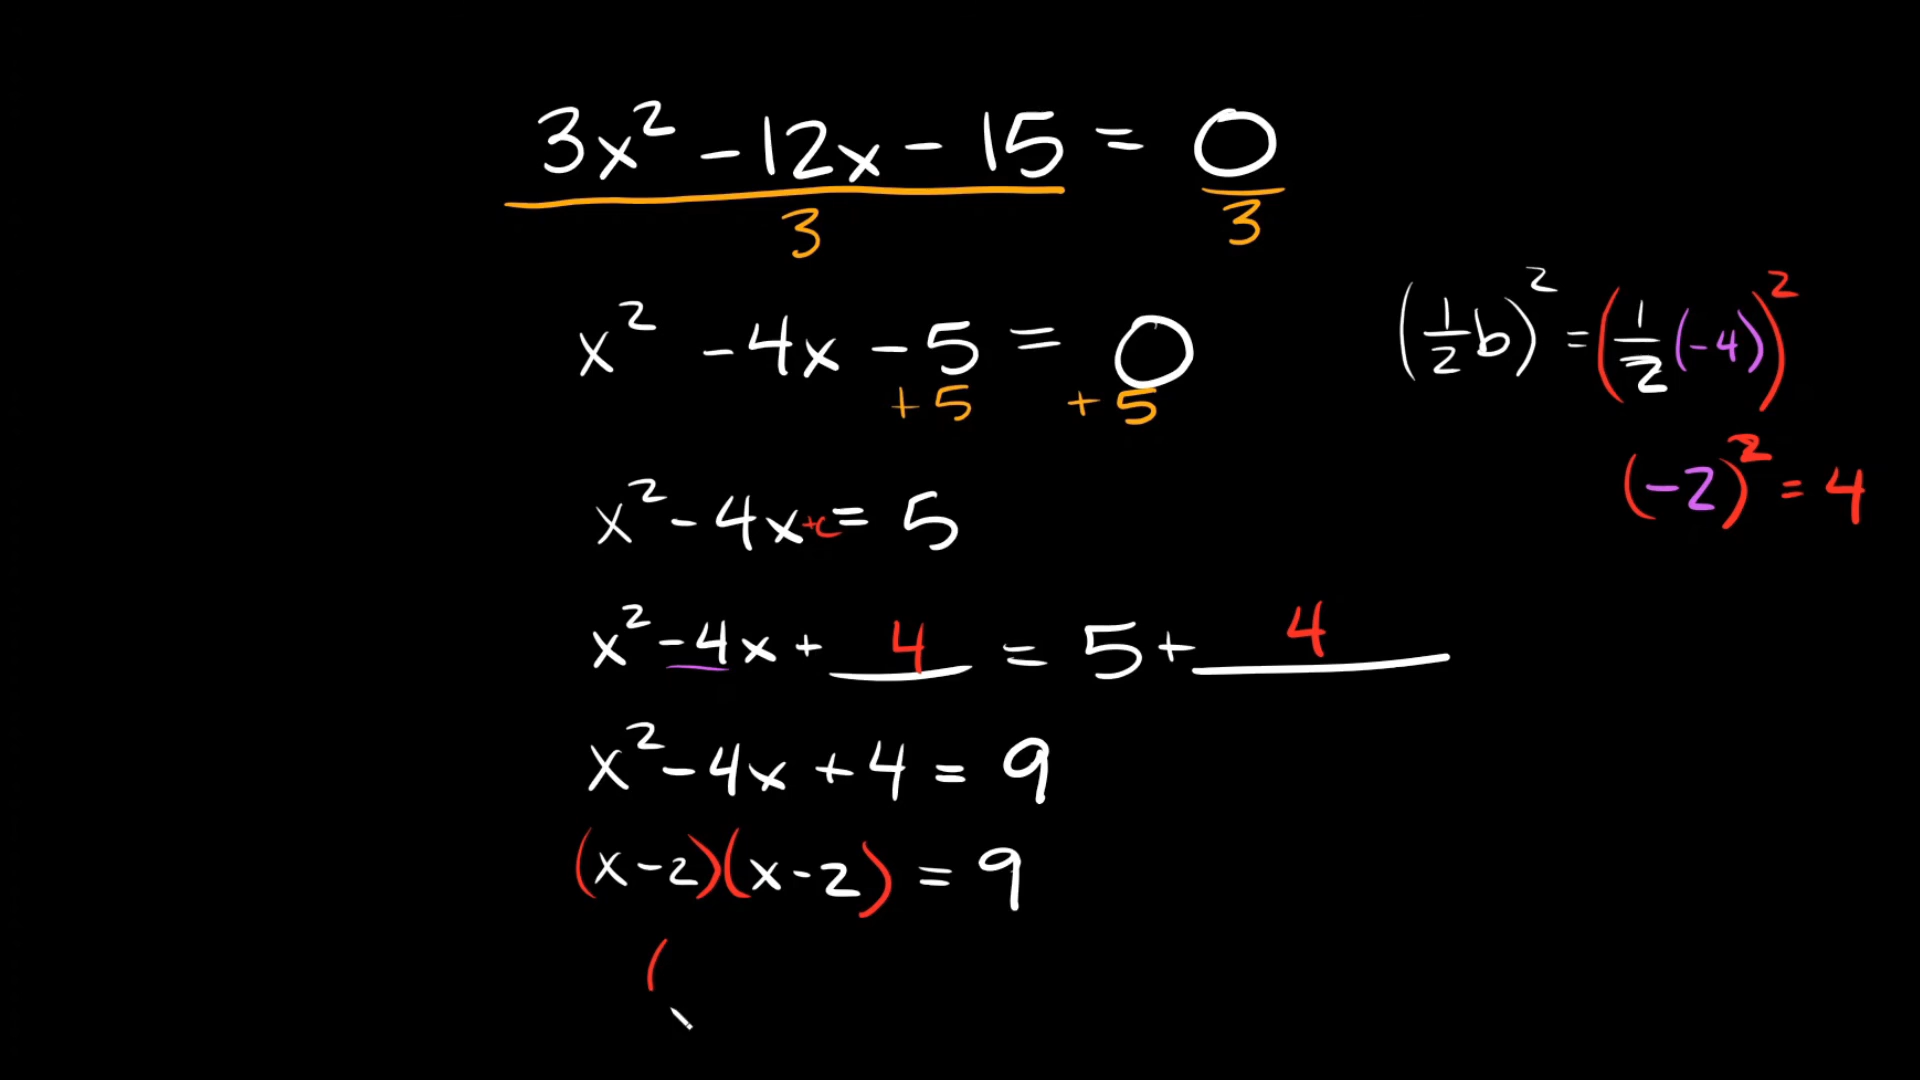 3x² - 12x - 15 = 0
3 3
x² - 4x - 5 = 0
+5 +5
(1/2 b)² = (1/2 (-4))²
(-2)² = 4
x² - 4x +c = 5
x² - 4x + 4 = 5 + 4
x² - 4x + 4 = 9
(x - 2)(x - 2) = 9
(